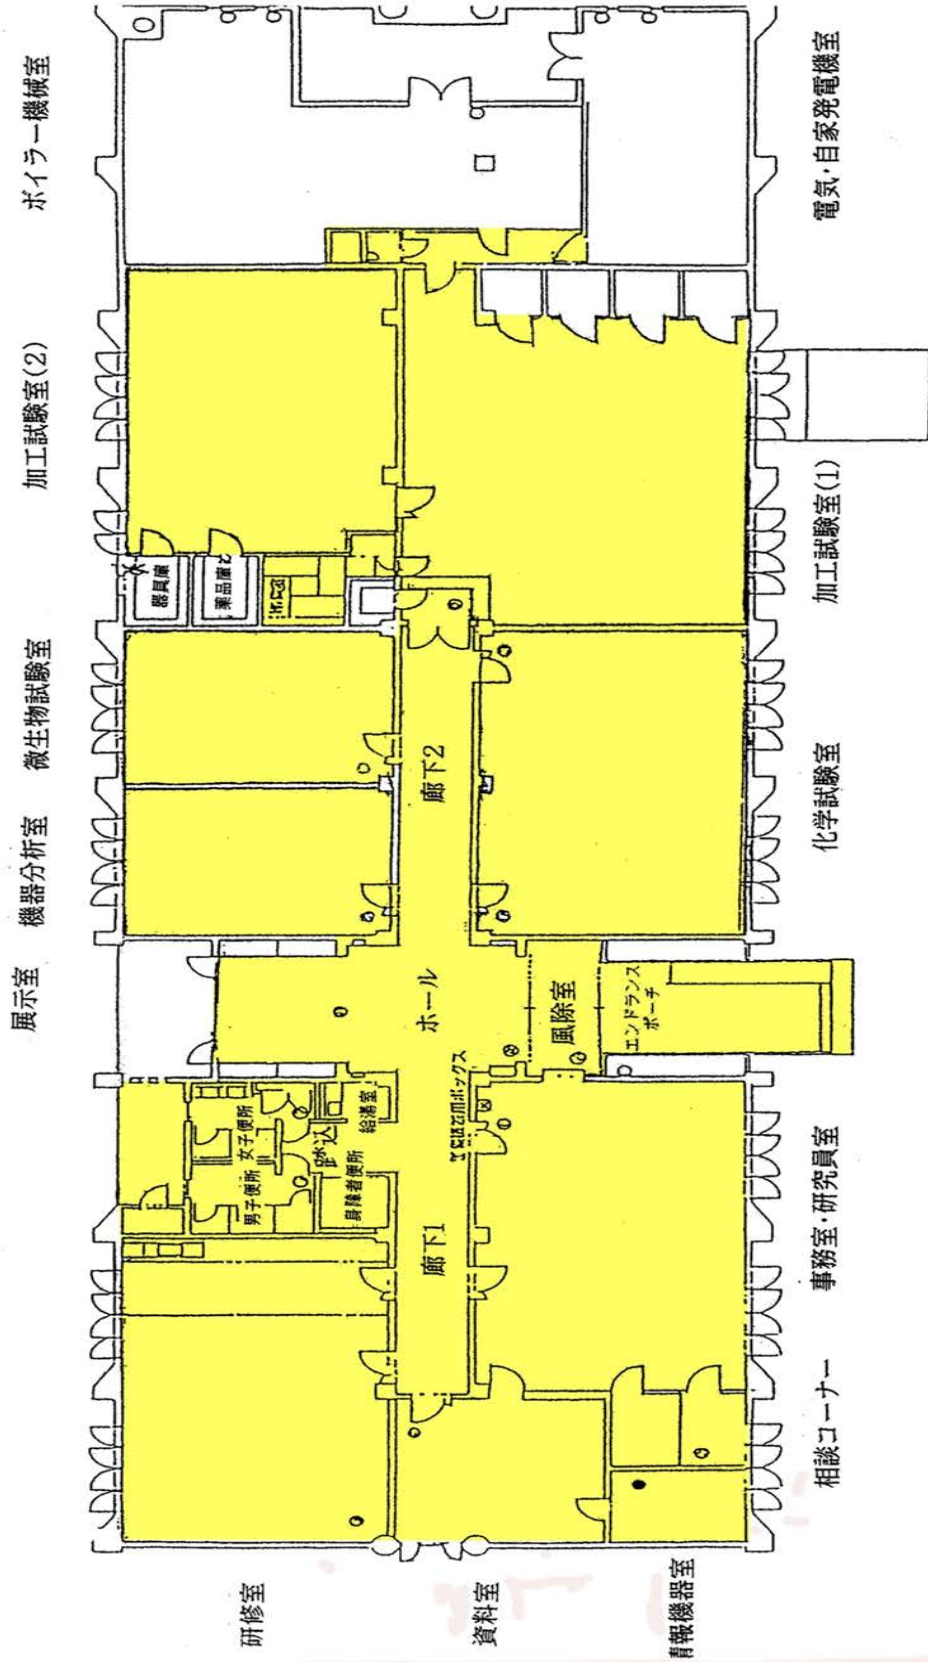 研修室
資料室
情報機器室
展示室
機器分析室
微生物試験室
加工試験室(2)
ボイラー機械室
器具庫
薬品庫
男子便所
女子便所
踏込
給湯室
身障者便所
廊下1
ホール
廊下2
風除室
エンドランス
ポーチ
相談コーナー
事務室・研究員室
化学試験室
加工試験室(1)
電気・自家発電機室